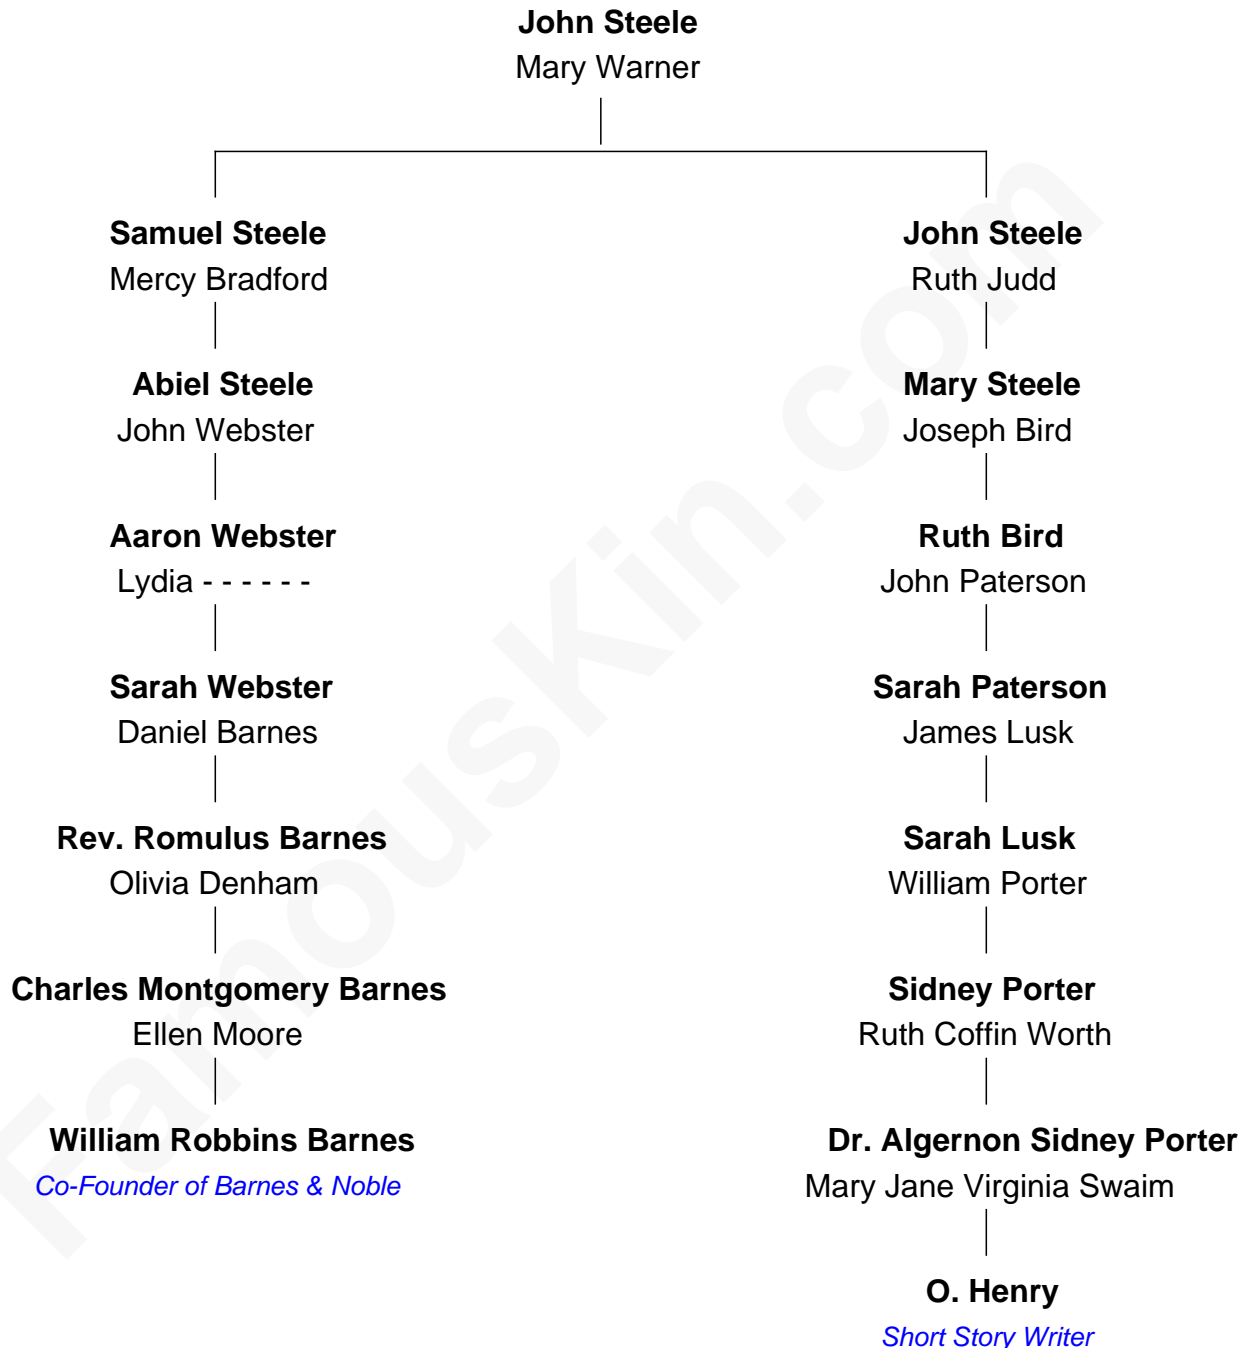 John Steele
Mary Warner
Samuel Steele
Mercy Bradford
Abiel Steele
John Webster
Aaron Webster
Lydia - - - - - -
Sarah Webster
Daniel Barnes
Rev. Romulus Barnes
Olivia Denham
Charles Montgomery Barnes
Ellen Moore
William Robbins Barnes
Co-Founder of Barnes & Noble
John Steele
Ruth Judd
Mary Steele
Joseph Bird
Ruth Bird
John Paterson
Sarah Paterson
James Lusk
Sarah Lusk
William Porter
Sidney Porter
Ruth Coffin Worth
Dr. Algernon Sidney Porter
Mary Jane Virginia Swaim
O. Henry
Short Story Writer
FamousKin.com